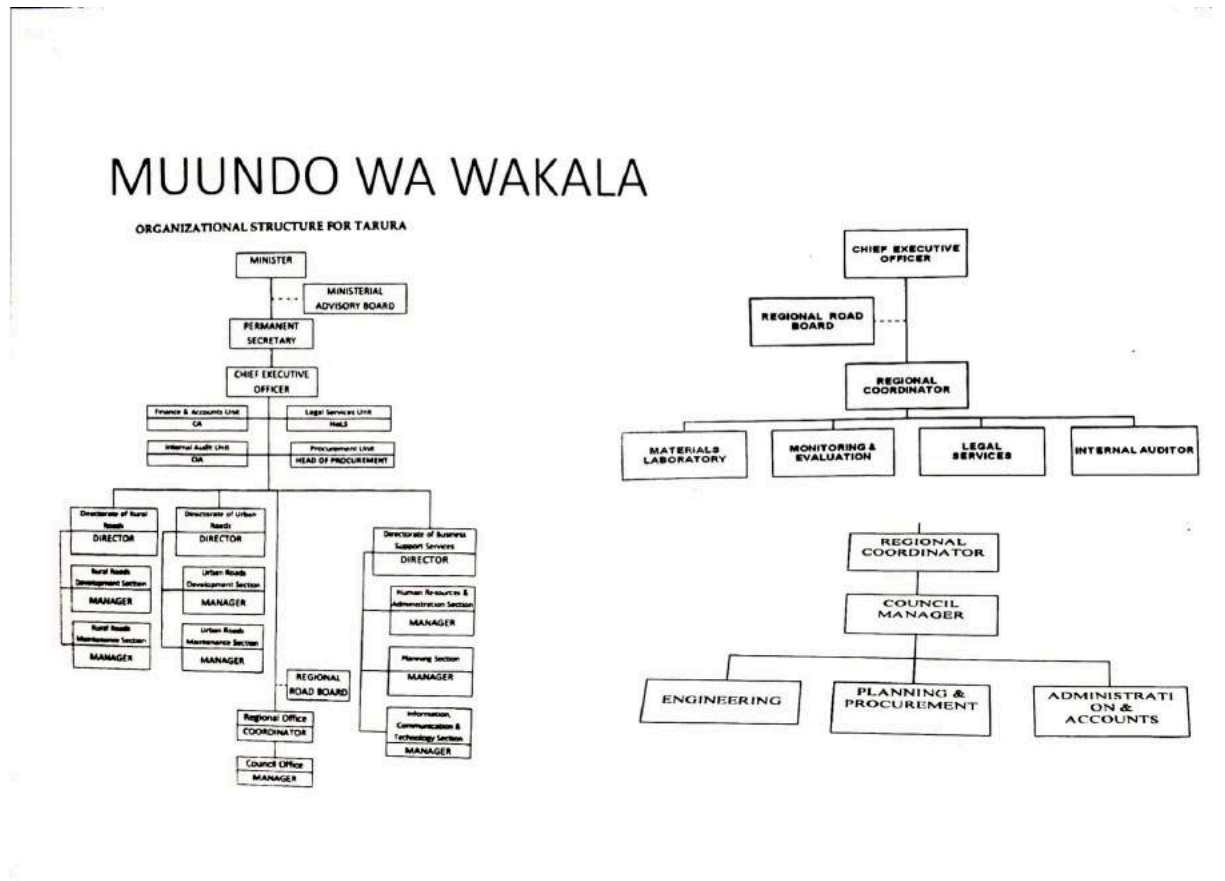 MUUNDO WA WAKALA
ORGANIZATIONAL STRUCTURE FOR TARURA
MINISTER
MINISTERIAL
ADVISORY BOARD
PERMANENT
SECRETARY
CHIEF EXECUTIVE
OFFICER
Finance & Accounts Unit
CA
Legal Services Unit
HoLS
Internal Audit Unit
CIA
Procurement Unit
HEAD OF PROCUREMENT
Directorate of Rural
Roads
DIRECTOR
Rural Roads
Development Section
MANAGER
Rural Roads
Maintenance Section
MANAGER
Directorate of Urban
Roads
DIRECTOR
Urban Roads
Development Section
MANAGER
Urban Roads
Maintenance Section
MANAGER
Directorate of Business
Support Services
DIRECTOR
Human Resources &
Administration Section
MANAGER
Planning Section
MANAGER
Information,
Communication &
Technology Section
MANAGER
REGIONAL
ROAD BOARD
Regional Office
COORDINATOR
Council Office
MANAGER
CHIEF EXECUTIVE
OFFICER
REGIONAL ROAD
BOARD
REGIONAL
COORDINATOR
MATERIALS
LABORATORY
MONITORING &
EVALUATION
LEGAL
SERVICES
INTERNAL AUDITOR
REGIONAL
COORDINATOR
COUNCIL
MANAGER
ENGINEERING
PLANNING &
PROCUREMENT
ADMINISTRATI
ON &
ACCOUNTS